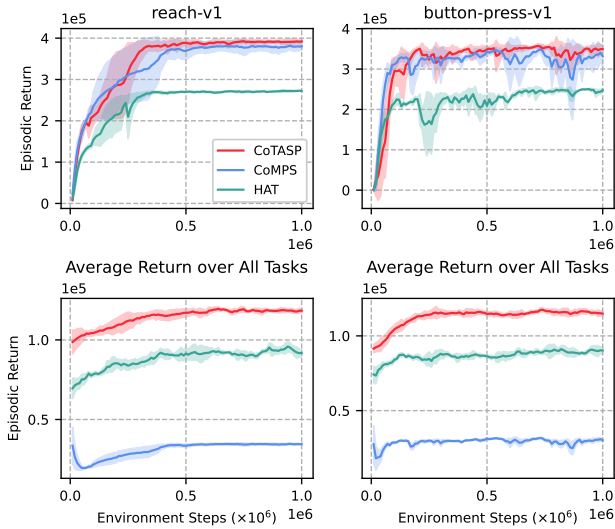 reach-v1
button-press-v1
1e5
1e5
Episodic Return
4
3
2
1
0
4
3
2
1
0
CoTASP
CoMPS
HAT
0.0
0.5
1.0
1e6
0.0
0.5
1.0
1e6
Average Return over All Tasks
Average Return over All Tasks
1e5
1e5
Episodic Return
1.0
0.5
1.0
0.5
0.0
0.5
1.0
0.0
0.5
1.0
Environment Steps (×10⁶)
1e6
Environment Steps (×10⁶)
1e6